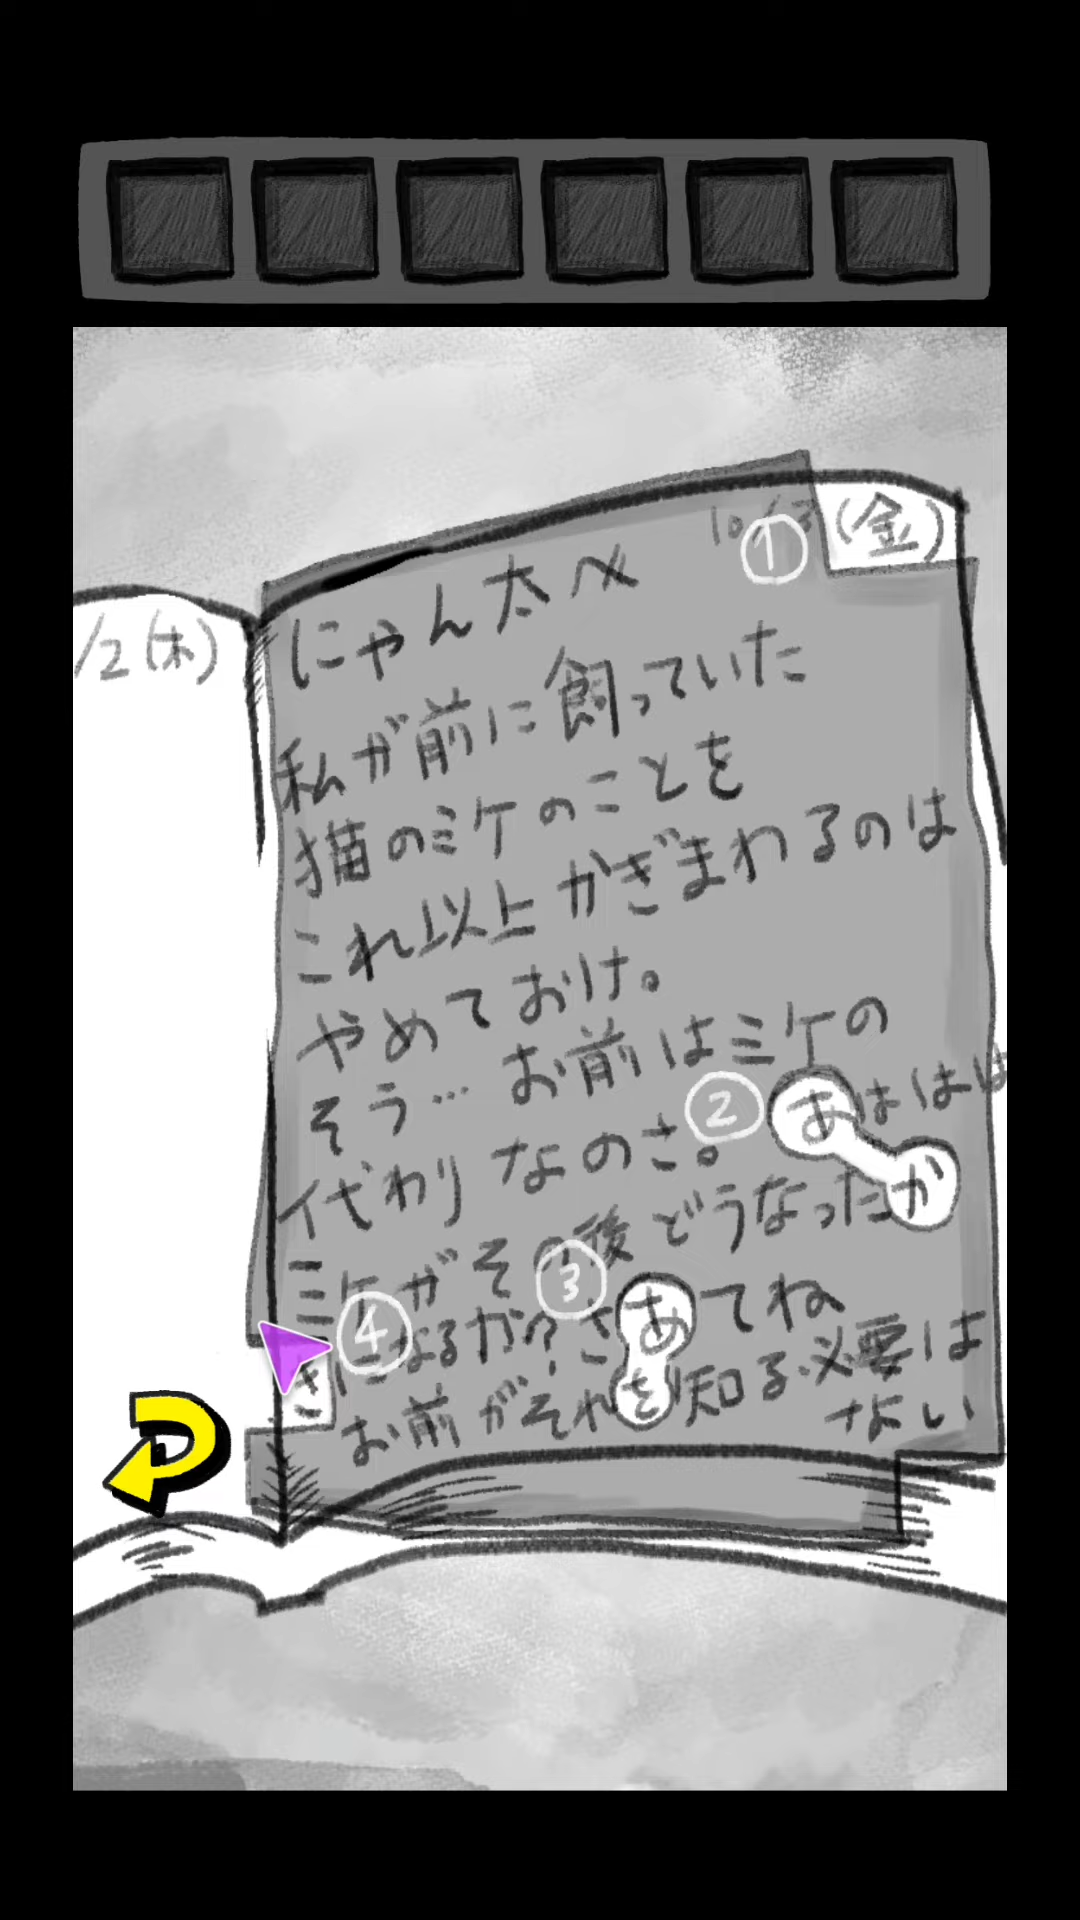 10/3(金)
①
/2(木)
にゃん太へ
私が前に飼っていた
猫のミケのことを
これ以上かぎまわるのは
やめておけ。
そう…お前はミケの
② あははは
代わりなのさ。
ミケがその後どうなったか
③
④
きになるか?さあてね
お前がそれを知る必要は
ない